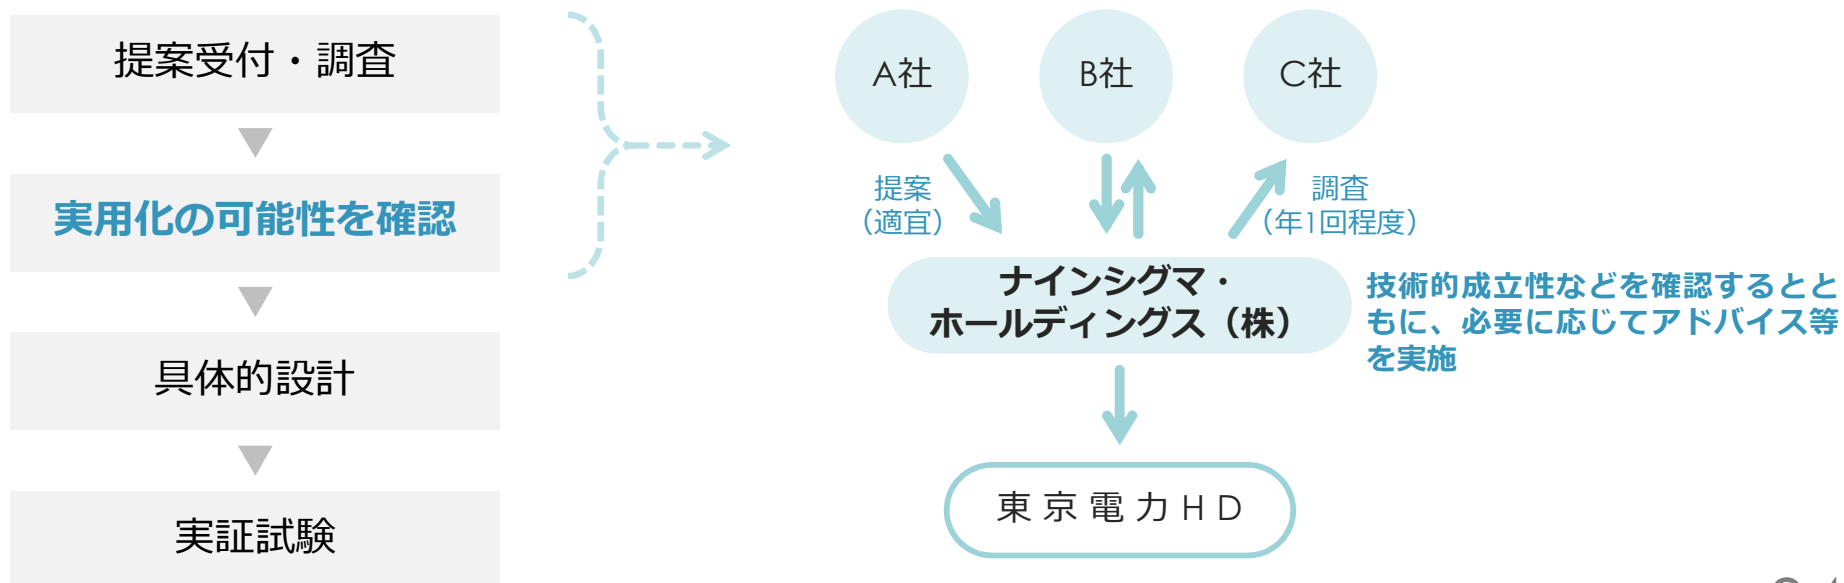 提案受付・調査
実用化の可能性を確認
具体的設計
実証試験
A社
B社
C社
提案
（適宜）
調査
（年1回程度）
ナインシグマ・
ホールディングス（株）
技術的成立性などを確認するとと
もに、必要に応じてアドバイス等
を実施
東京電力HD